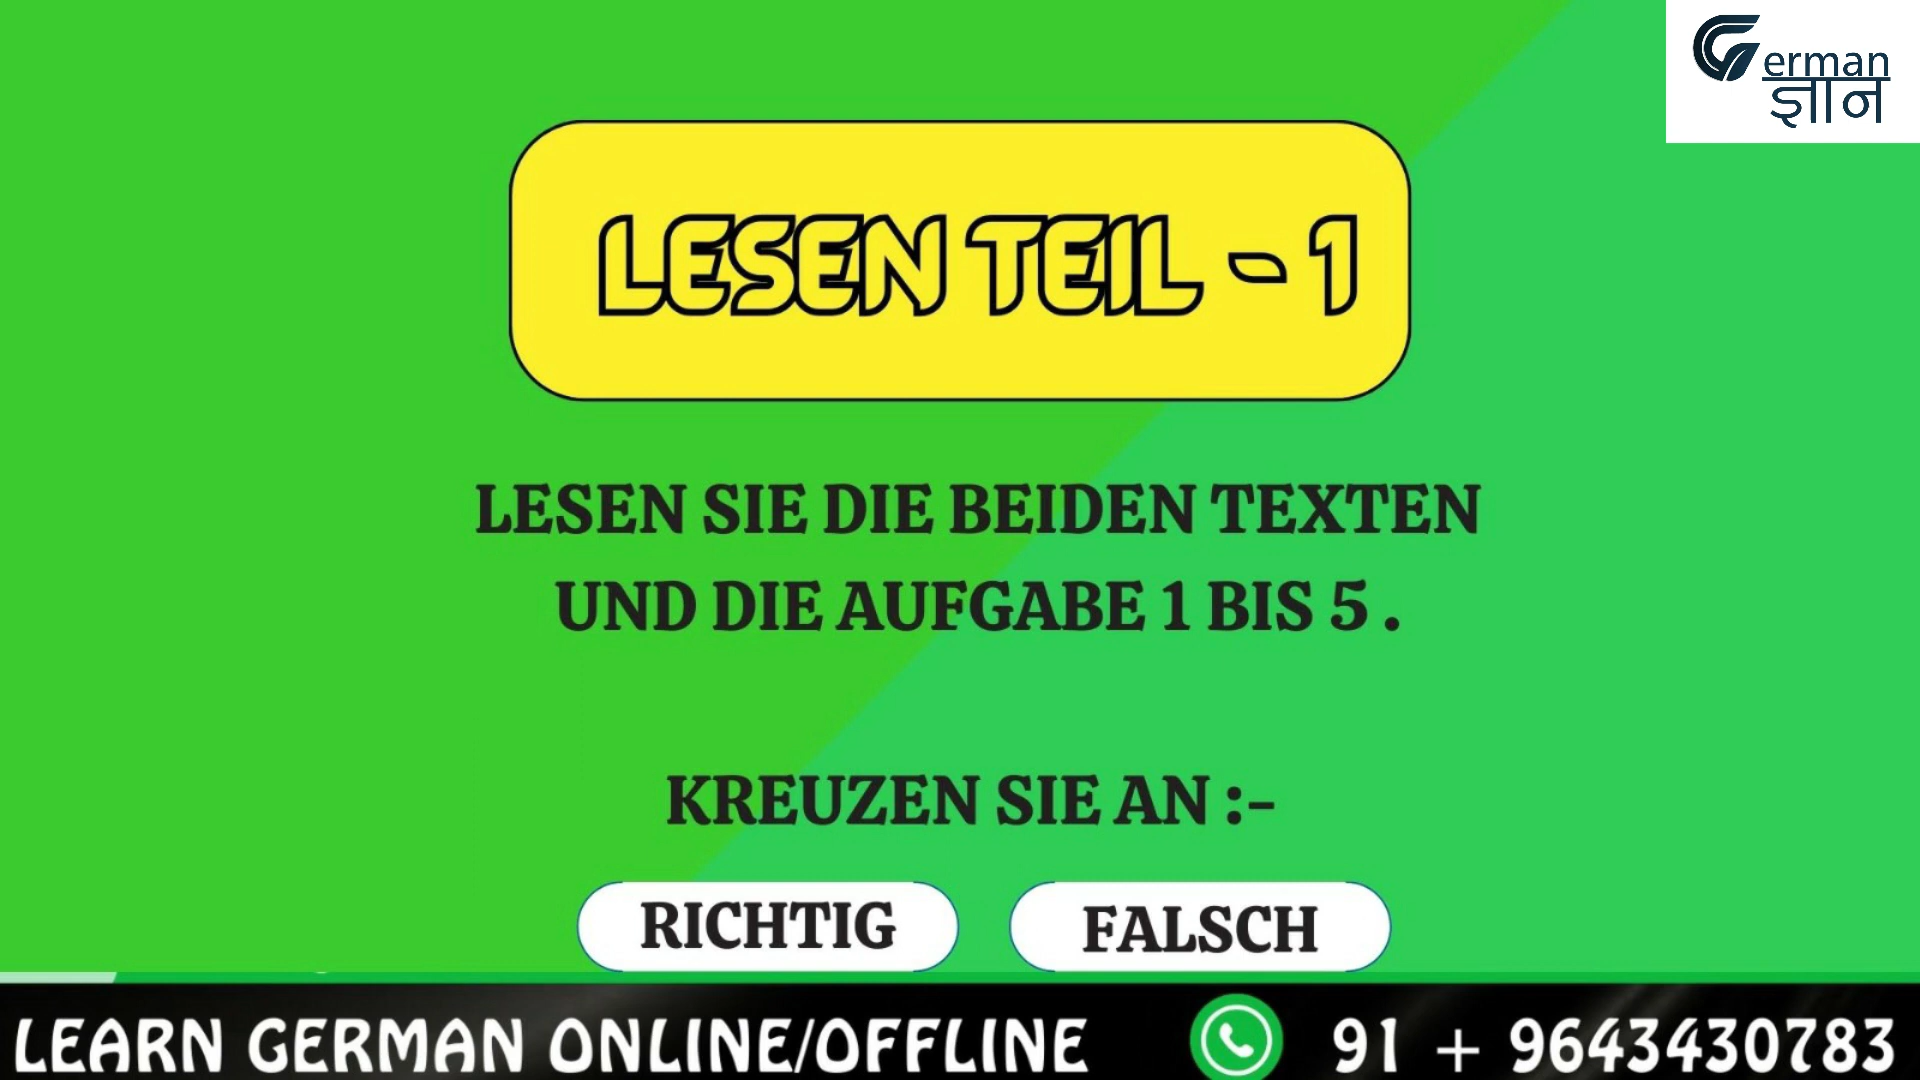 German
ज्ञान
LESEN TEIL - 1
LESEN SIE DIE BEIDEN TEXTEN
UND DIE AUFGABE 1 BIS 5 .
KREUZEN SIE AN :-
RICHTIG FALSCH
LEARN GERMAN ONLINE/OFFLINE 91 + 9643430783